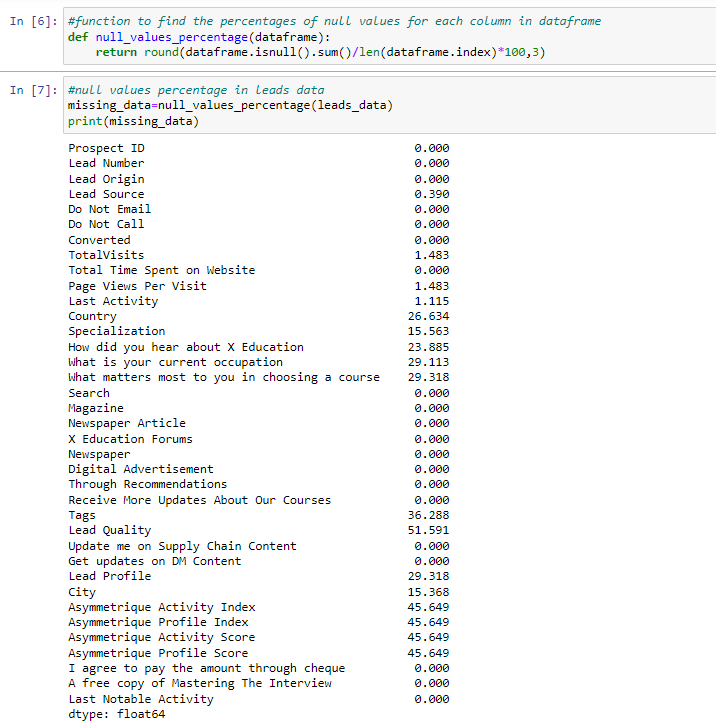 In [6]: #function to find the percentages of null values for each column in dataframe
def null_values_percentage(dataframe):
    return round(dataframe.isnull().sum()/len(dataframe.index)*100,3)
In [7]: #null values percentage in leads data
missing_data=null_values_percentage(leads_data)
print(missing_data)
Prospect ID 0.000
Lead Number 0.000
Lead Origin 0.000
Lead Source 0.390
Do Not Email 0.000
Do Not Call 0.000
Converted 0.000
TotalVisits 1.483
Total Time Spent on Website 0.000
Page Views Per Visit 1.483
Last Activity 1.115
Country 26.634
Specialization 15.563
How did you hear about X Education 23.885
What is your current occupation 29.113
What matters most to you in choosing a course 29.318
Search 0.000
Magazine 0.000
Newspaper Article 0.000
X Education Forums 0.000
Newspaper 0.000
Digital Advertisement 0.000
Through Recommendations 0.000
Receive More Updates About Our Courses 0.000
Tags 36.288
Lead Quality 51.591
Update me on Supply Chain Content 0.000
Get updates on DM Content 0.000
Lead Profile 29.318
City 15.368
Asymmetrique Activity Index 45.649
Asymmetrique Profile Index 45.649
Asymmetrique Activity Score 45.649
Asymmetrique Profile Score 45.649
I agree to pay the amount through cheque 0.000
A free copy of Mastering The Interview 0.000
Last Notable Activity 0.000
dtype: float64